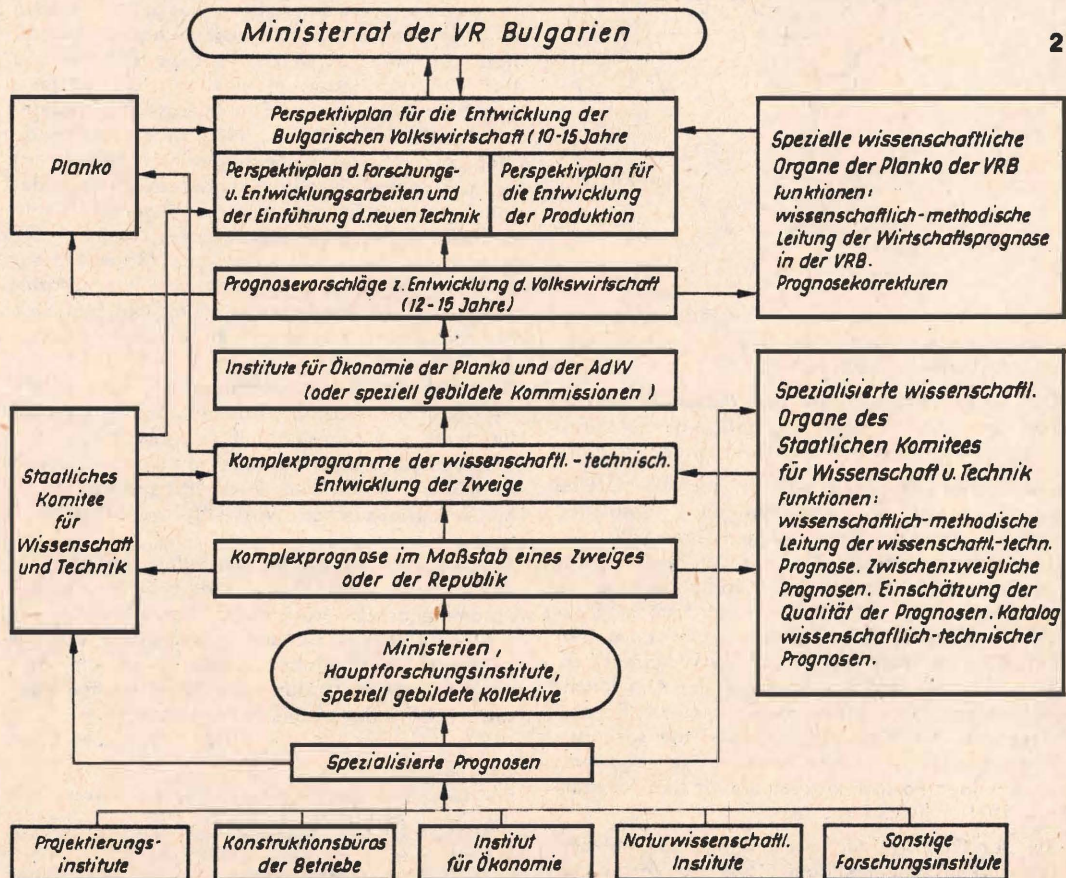 Ministerrat der VR Bulgarien
2
Planko
Perspektivplan für die Entwicklung der
Bulgarischen Volkswirtschaft (10-15 Jahre
Perspektivplan d. Forschungs-
u. Entwicklungsarbeiten und
der Einführung d. neuen Technik
Perspektivplan für
die Entwicklung
der Produktion
Spezielle wissenschaftliche
Organe der Planko der VRB
Funktionen:
wissenschaftlich-methodische
Leitung der Wirtschaftsprognose
in der VRB.
Prognosekorrekturen
Prognosevorschläge z. Entwicklung d. Volkswirtschaft
(12-15 Jahre)
Institute für Ökonomie der Planko und der AdW
(oder speziell gebildete Kommissionen)
Staatliches
Komitee
für
Wissenschaft
und Technik
Komplexprogramme der wissenschaftl.-technisch.
Entwicklung der Zweige
Spezialisierte wissenschaftl.
Organe des
Staatlichen Komitees
für Wissenschaft u. Technik
Funktionen:
wissenschaftlich-methodische
Leitung der wissenschaftl.-techn.
Prognose. Zwischenzweigliche
Prognosen. Einschätzung der
Qualität der Prognosen. Katalog
wissenschaftlich-technischer
Prognosen.
Komplexprognose im Maßstab eines Zweiges
oder der Republik
Ministerien,
Hauptforschungsinstitute,
speziell gebildete Kollektive
Spezialisierte Prognosen
Projektierungs-
institute
Konstruktionsbüros
der Betriebe
Institut
für Ökonomie
Naturwissenschaftl.
Institute
Sonstige
Forschungsinstitute